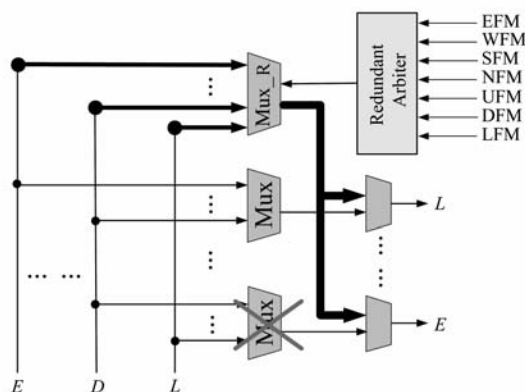 EFM
WFM
SFM
NFM
UFM
DFM
LFM
Redundant
Arbiter
Mux_R
Mux
L
Mux
E
E
D
L